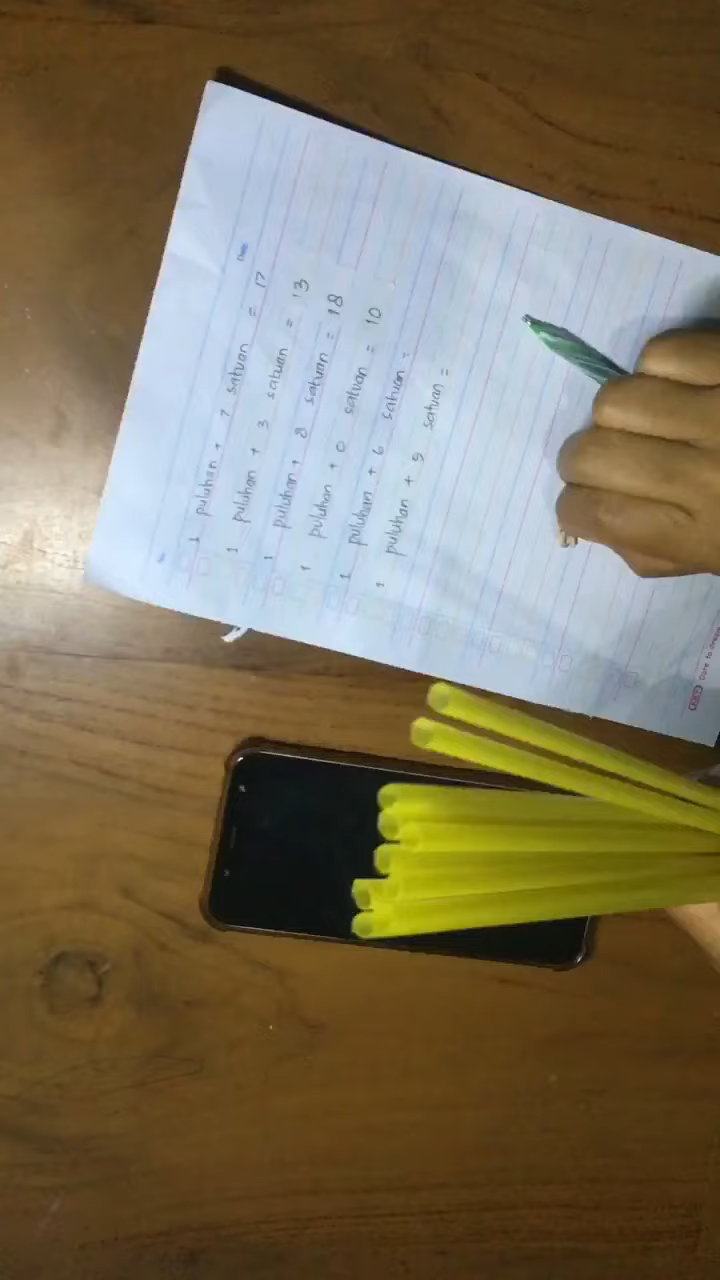 1 puluhan + 7 satuan = 17
1 puluhan + 3 satuan = 13
1 puluhan + 8 satuan = 18
1 puluhan + 0 satuan = 10
1 puluhan + 6 satuan =
1 puluhan + 5 satuan =